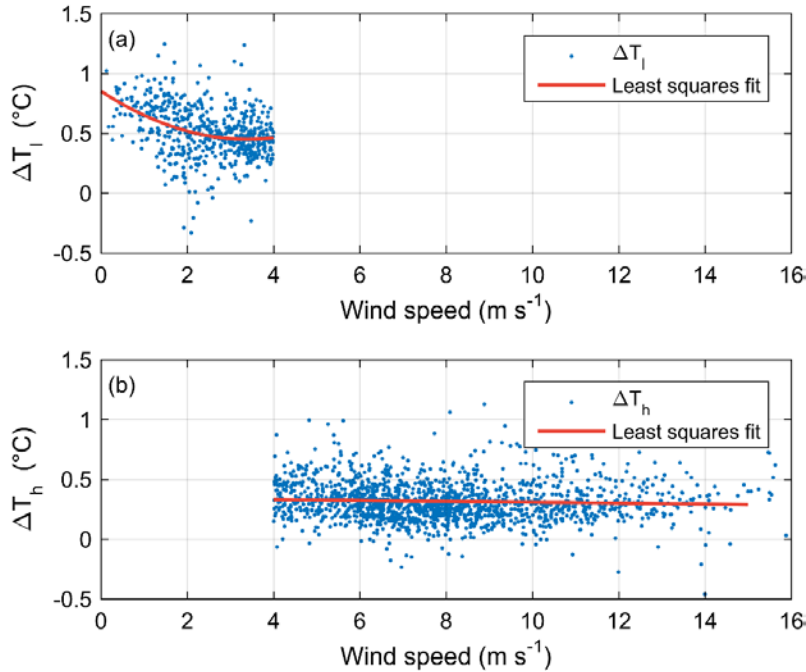 1.5
(a)
ΔT_l
Least squares fit
1
0.5
0
-0.5
ΔT_l (°C)
0 2 4 6 8 10 12 14 16
Wind speed (m s⁻¹)
1.5
(b)
ΔT_h
Least squares fit
1
0.5
0
-0.5
ΔT_h (°C)
0 2 4 6 8 10 12 14 16
Wind speed (m s⁻¹)